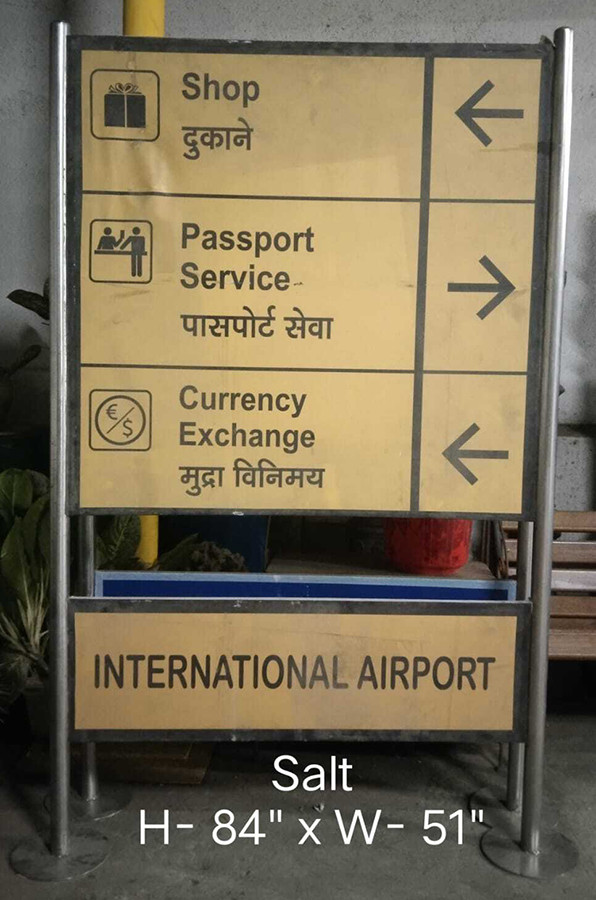 Shop
दुकाने
Passport
Service
पासपोर्ट सेवा
€/$
Currency
Exchange
मुद्रा विनिमय
INTERNATIONAL AIRPORT
Salt
H- 84" x W- 51"